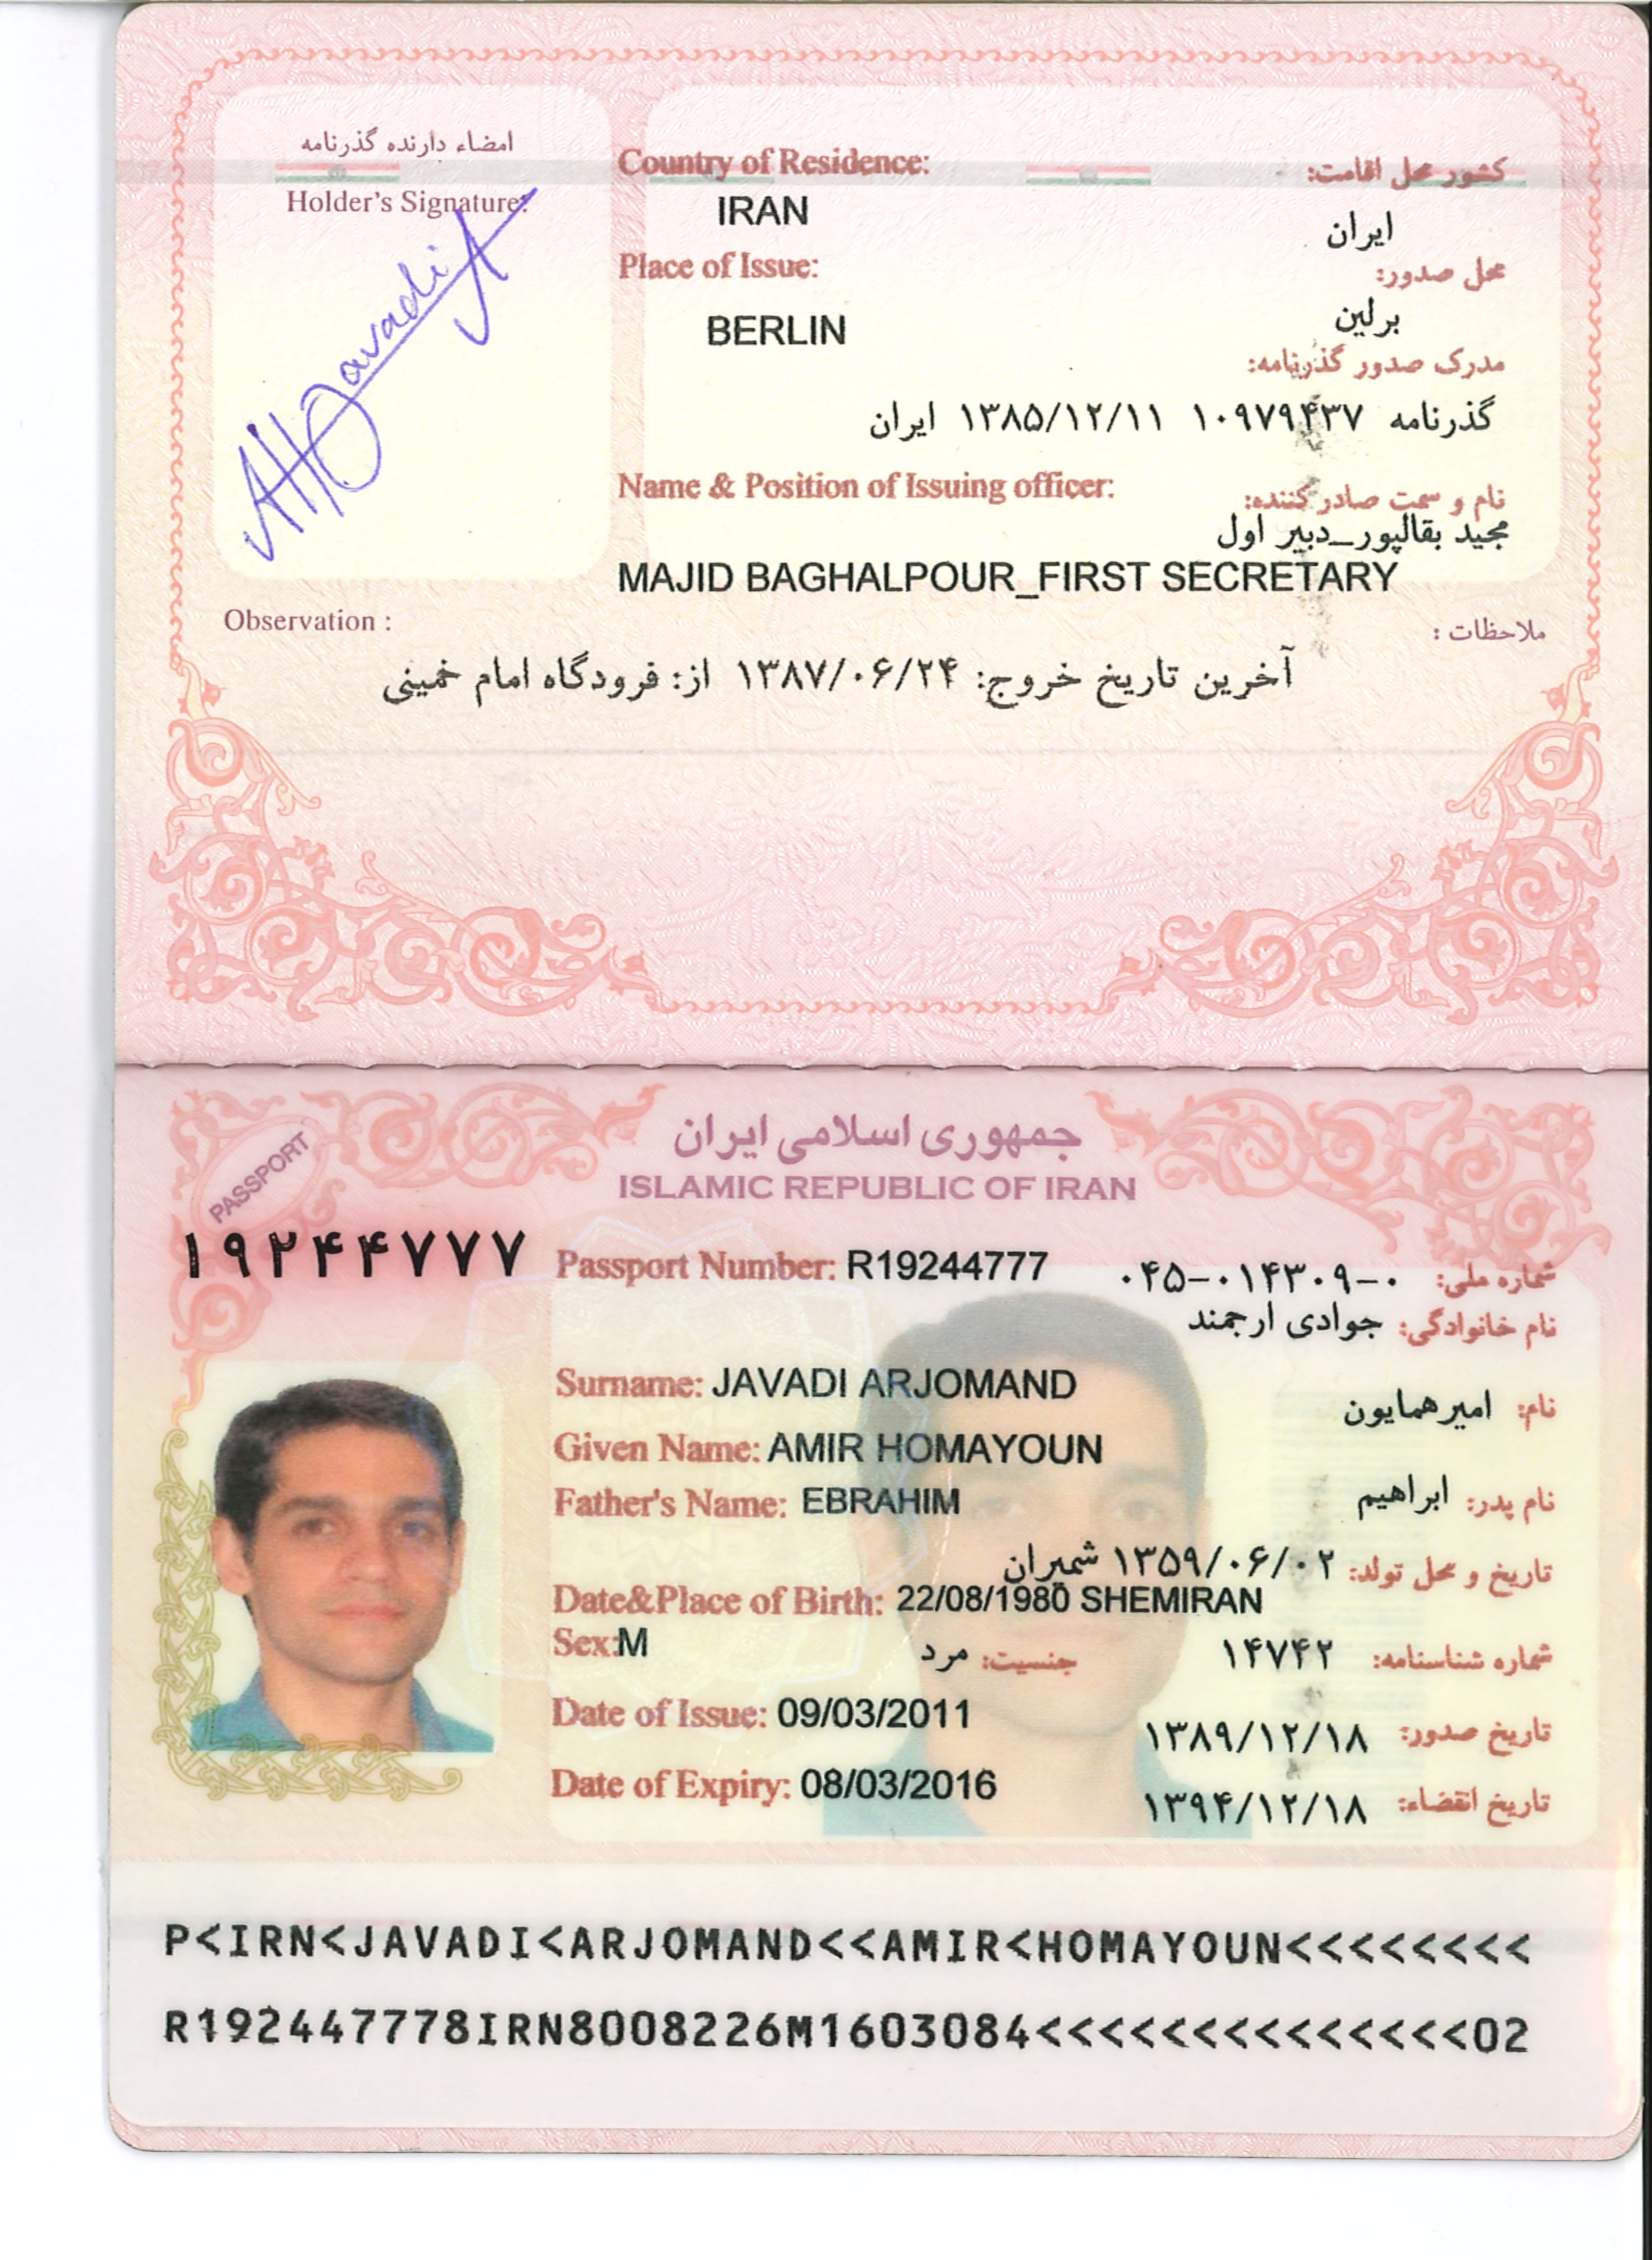 امضاء دارنده گذرنامه
Holder's Signature:
AHJavadiA
Country of Residence: کشور محل اقامت:
IRAN ایران
Place of Issue: محل صدور:
BERLIN برلین
مدرک صدور گذرنامه:
گذرنامه ۱۰۹۷۹۴۳۷ ۱۳۸۵/۱۲/۱۱ ایران
Name & Position of Issuing officer: نام و سمت صادر کننده:
مجید بقالپور_دبیر اول
MAJID BAGHALPOUR_FIRST SECRETARY
Observation : ملاحظات :
آخرین تاریخ خروج: ۱۳۸۷/۰۶/۲۴ از: فرودگاه امام خمینی
PASSPORT
جمهوری اسلامی ایران
ISLAMIC REPUBLIC OF IRAN
۱۹۲۴۴۷۷۷
Passport Number: R19244777 شماره ملی: ۰۴۵-۰۱۴۳۰۹-۰
نام خانوادگی: جوادی ارجمند
Surname: JAVADI ARJOMAND
نام: امیرهمایون
Given Name: AMIR HOMAYOUN
Father's Name: EBRAHIM نام پدر: ابراهیم
تاریخ و محل تولد: ۱۳۵۹/۰۶/۰۲ شمیران
Date&Place of Birth: 22/08/1980 SHEMIRAN
Sex:M جنسیت: مرد شماره شناسنامه: ۱۴۷۴۲
Date of Issue: 09/03/2011 تاریخ صدور: ۱۳۸۹/۱۲/۱۸
Date of Expiry: 08/03/2016 تاریخ انقضاء: ۱۳۹۴/۱۲/۱۸
P<IRN<JAVADI<ARJOMAND<<AMIR<HOMAYOUN<<<<<<<<
R192447778IRN8008226M1603084<<<<<<<<<<<<<<02